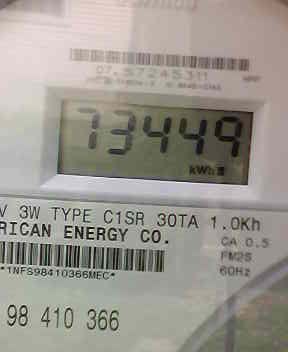 73449
kWh
V 3W TYPE C1SR 30TA 1.0Kh
RICAN ENERGY CO.
CA 0.5
FM2S
60Hz
*1NFS98410366MEC*
98 410 366